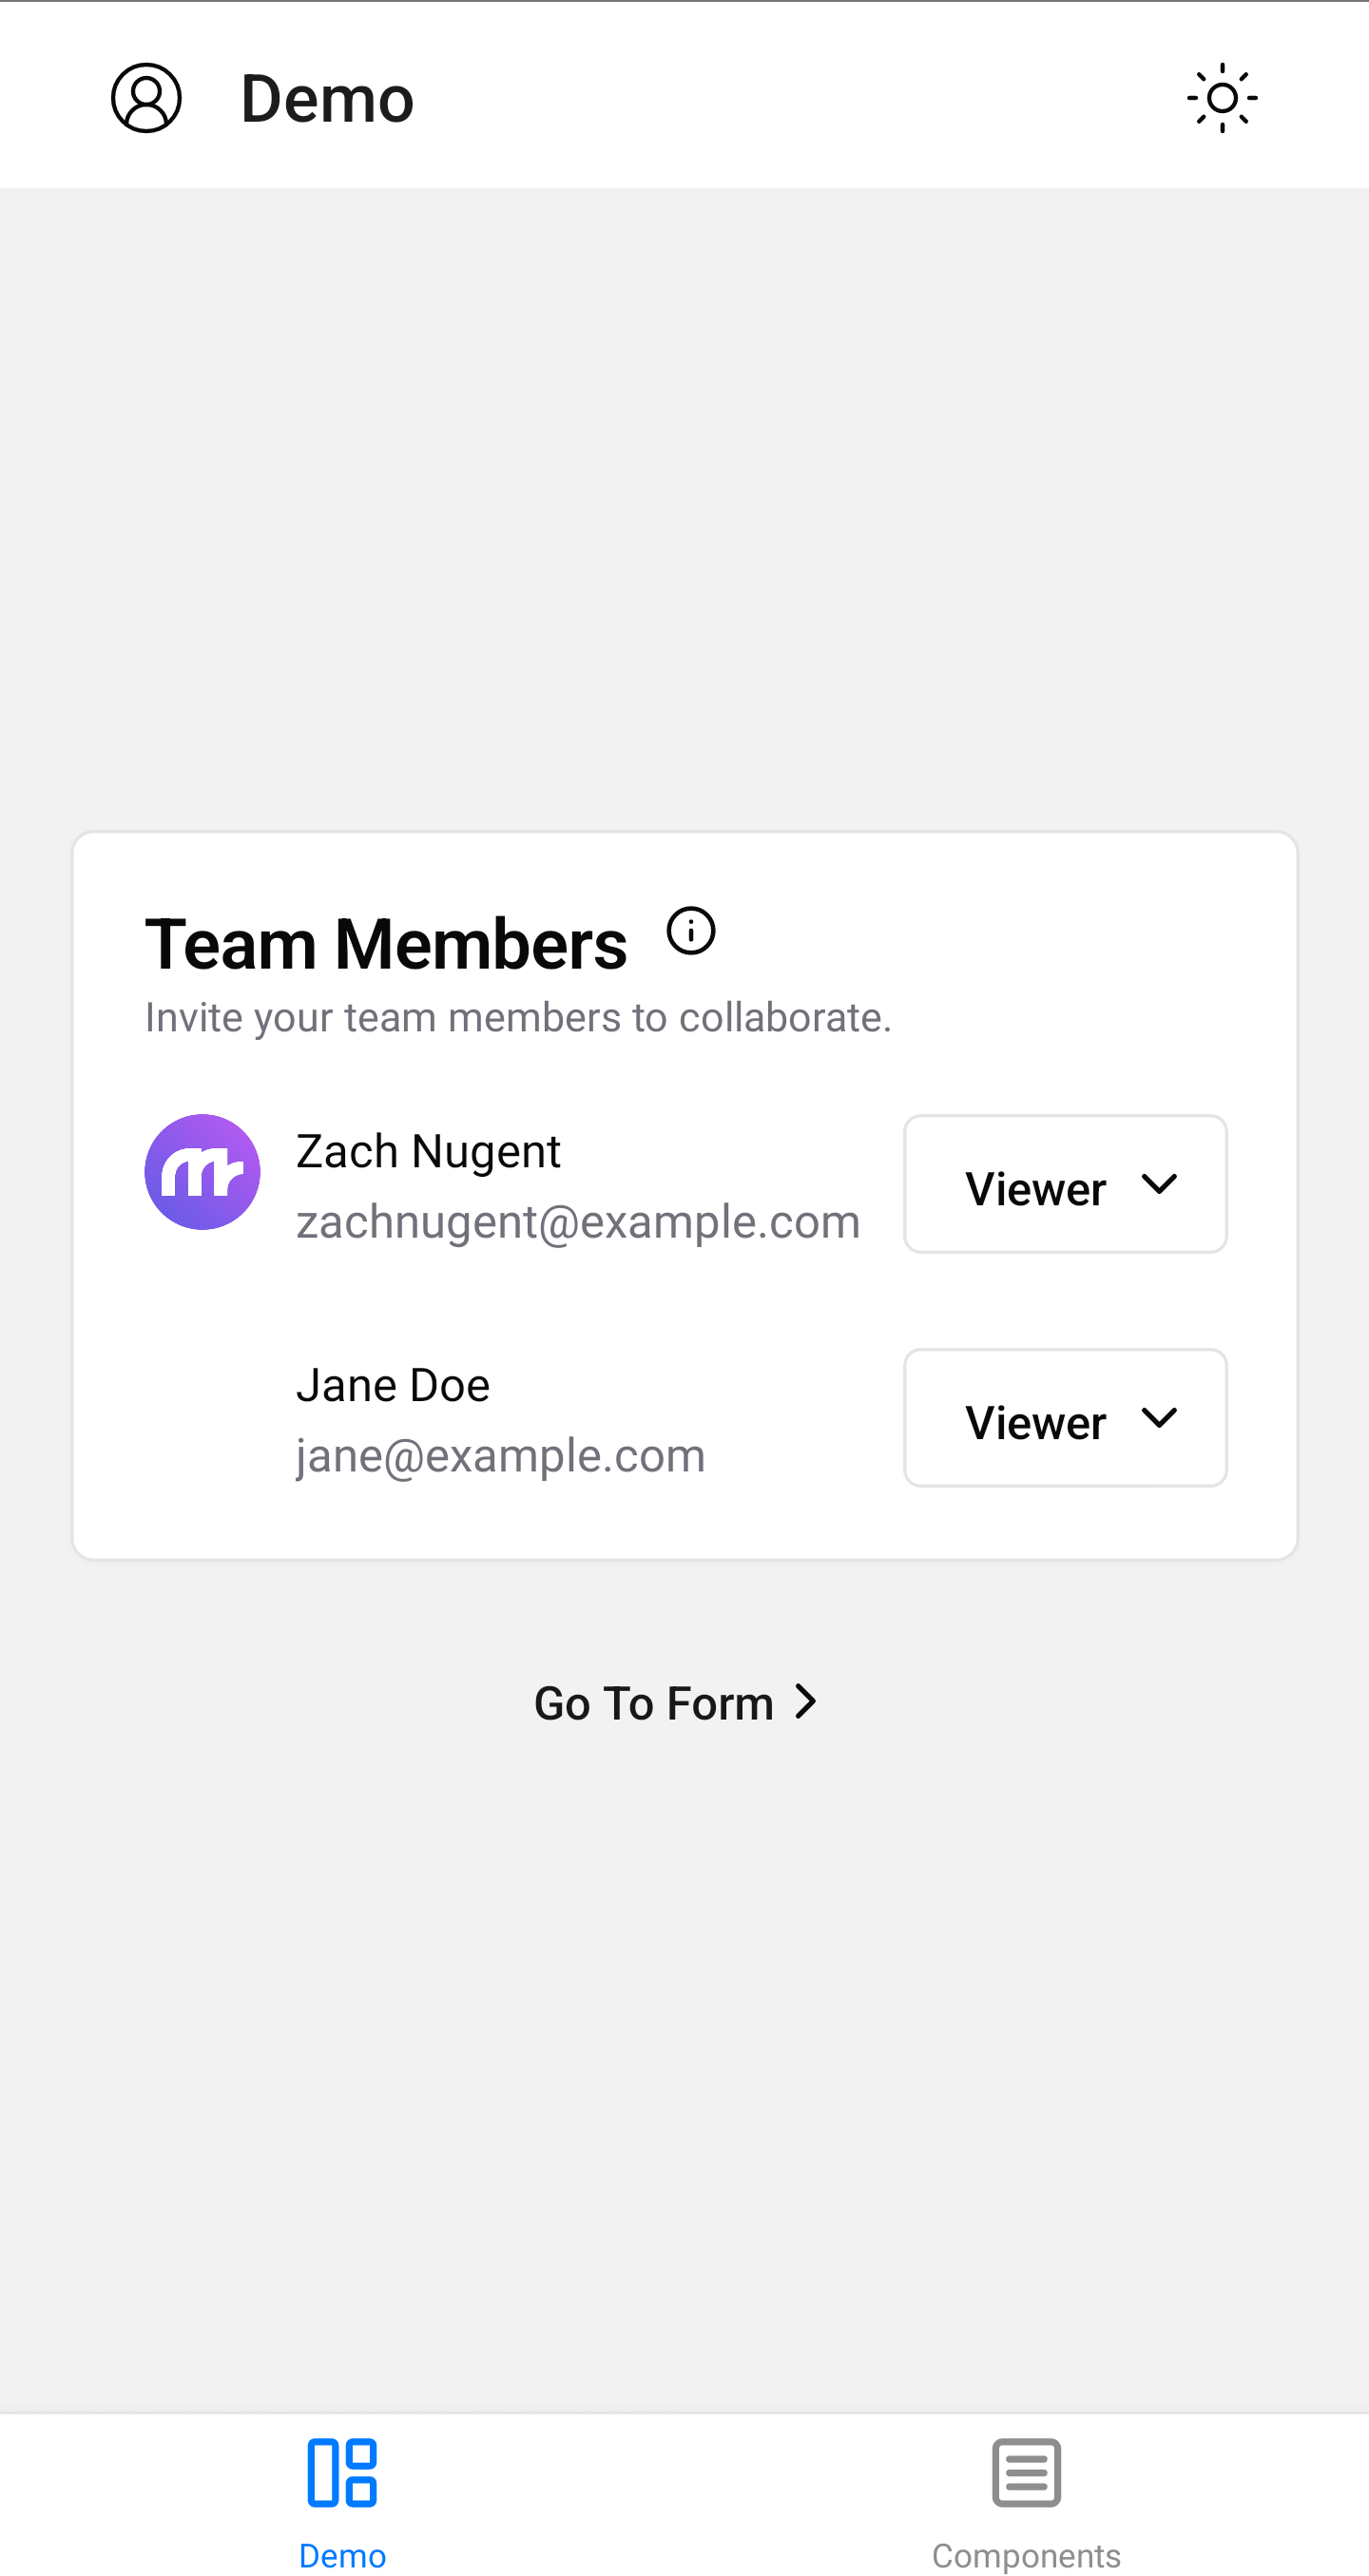 Demo
Team Members
Invite your team members to collaborate.
Zach Nugent
zachnugent@example.com
Viewer
Jane Doe
jane@example.com
Viewer
Go To Form
Demo
Components